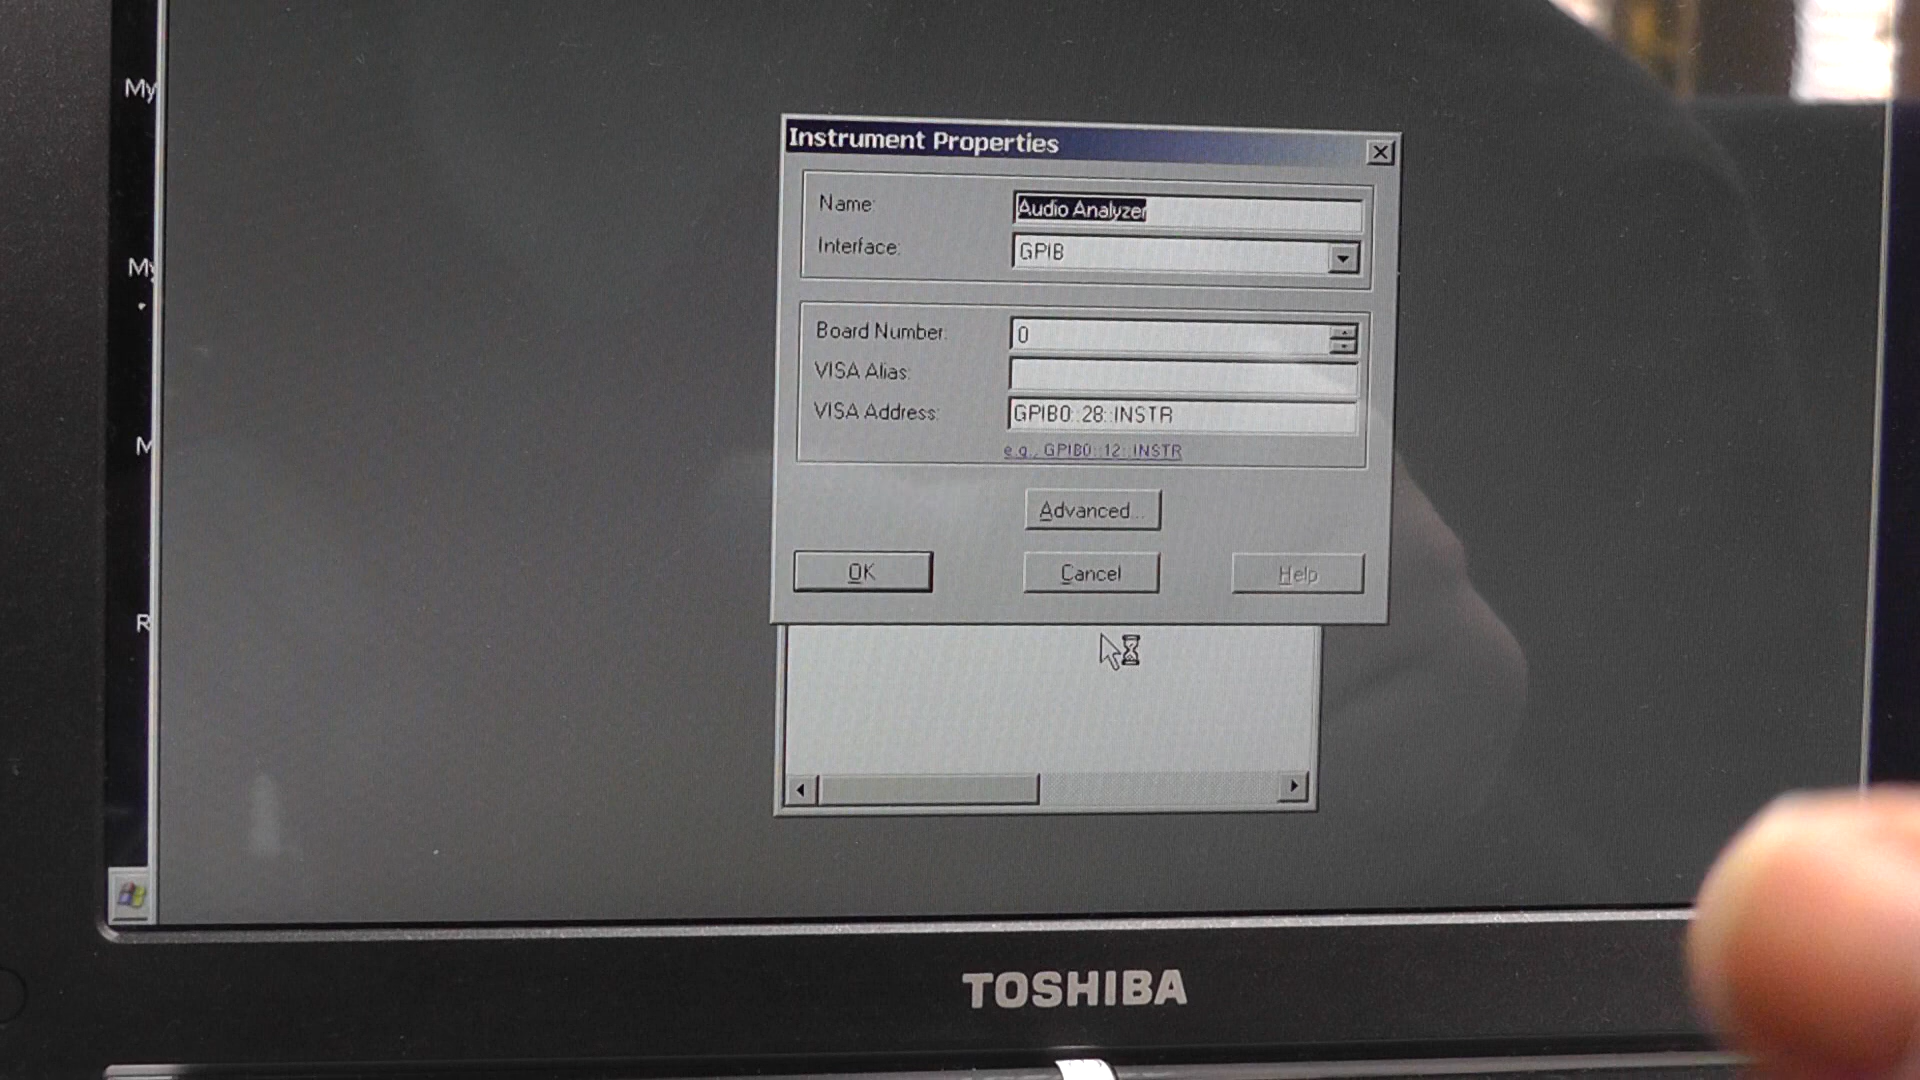 My
My
M
R
Instrument Properties
Name: Audio Analyzer
Interface: GPIB
Board Number: 0
VISA Alias:
VISA Address: GPIB0::28::INSTR
e.g., GPIB0::12::INSTR
Advanced...
OK Cancel Help
TOSHIBA